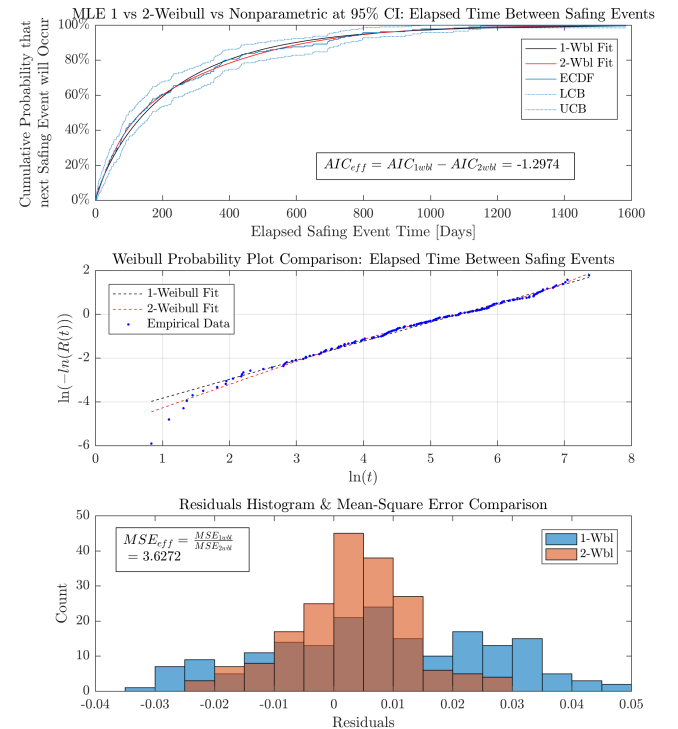 MLE 1 vs 2-Weibull vs Nonparametric at 95% CI: Elapsed Time Between Safing Events
Cumulative Probability that
next Safing Event will Occur
100%
80%
60%
40%
20%
0%
1-Wbl Fit
2-Wbl Fit
ECDF
LCB
UCB
AIC_eff = AIC_1wbl − AIC_2wbl = -1.2974
0 200 400 600 800 1000 1200 1400 1600
Elapsed Safing Event Time [Days]
Weibull Probability Plot Comparison: Elapsed Time Between Safing Events
ln(−ln(R(t)))
2
0
-2
-4
-6
1-Weibull Fit
2-Weibull Fit
Empirical Data
0 1 2 3 4 5 6 7 8
ln(t)
Residuals Histogram & Mean-Square Error Comparison
Count
50
40
30
20
10
0
MSE_eff = MSE_1wbl / MSE_2wbl
= 3.6272
1-Wbl
2-Wbl
-0.04 -0.03 -0.02 -0.01 0 0.01 0.02 0.03 0.04 0.05
Residuals